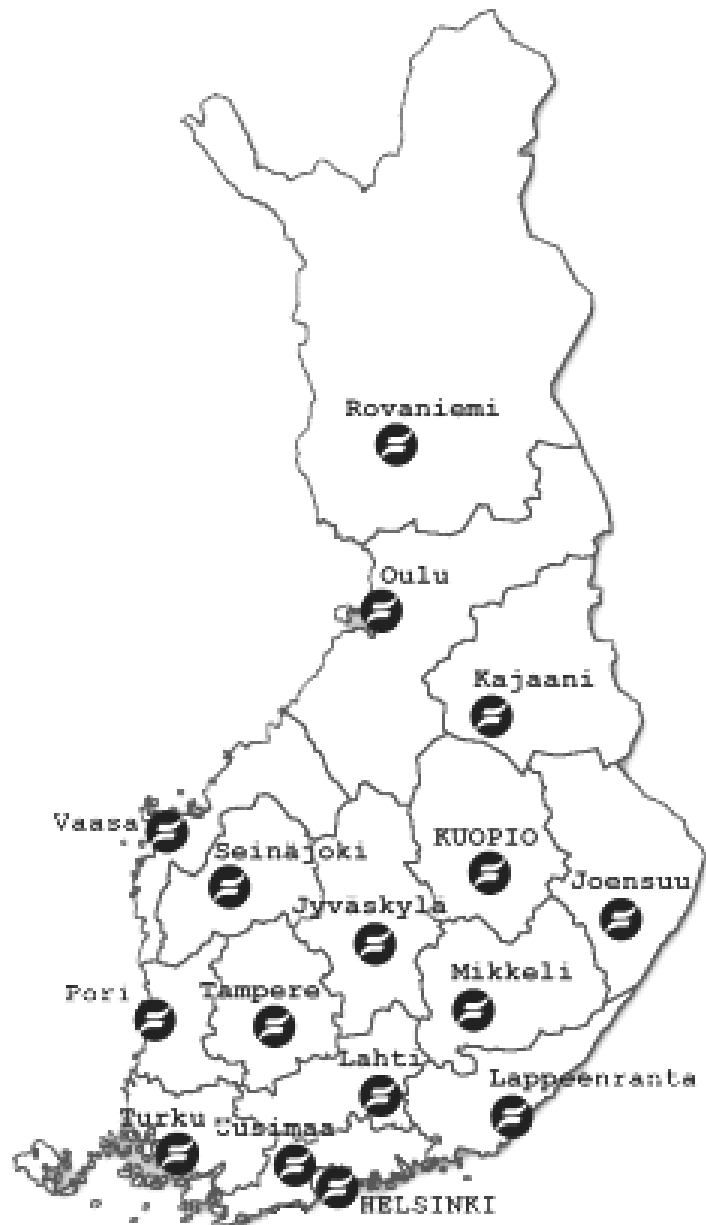 Rovaniemi
Oulu
Kajaani
Vaasa
Seinäjoki
KUOPIO
Joensuu
Jyväskylä
Mikkeli
Pori
Tampere
Lahti
Lappeenranta
Turku
Uusimaa
HELSINKI